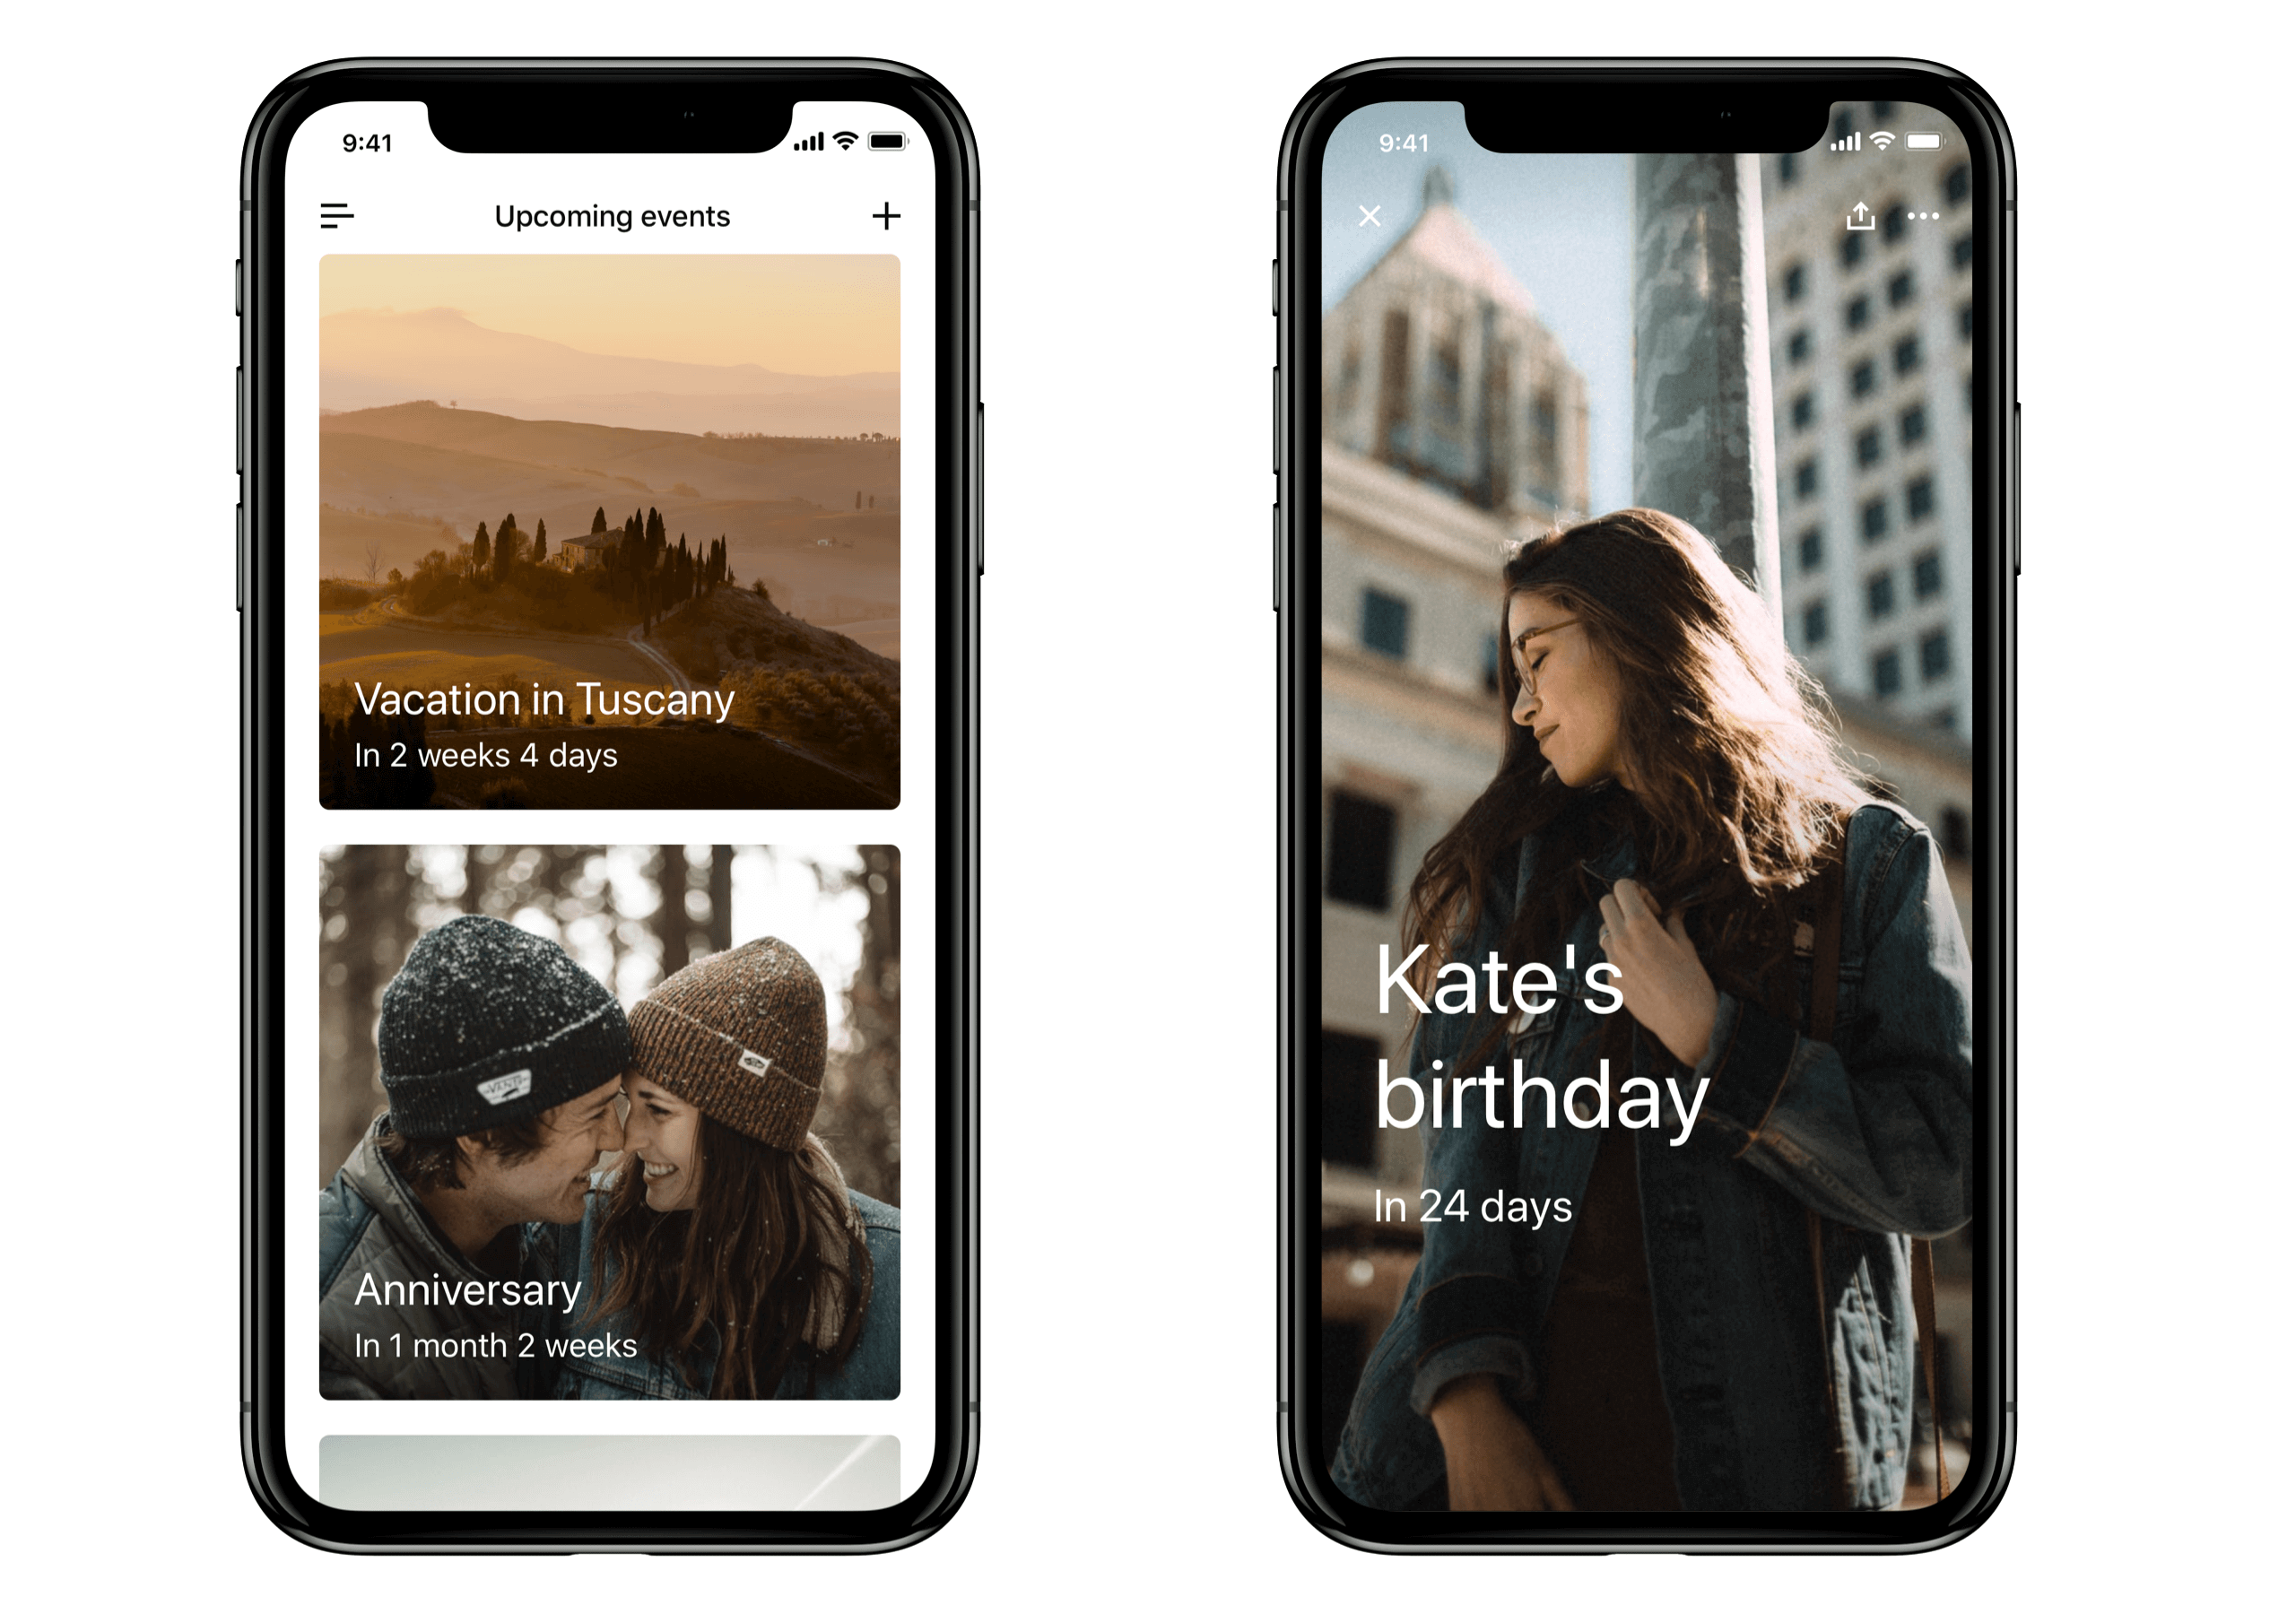 9:41
Upcoming events
Vacation in Tuscany
In 2 weeks 4 days
VANS
Anniversary
In 1 month 2 weeks
9:41
Kate's
birthday
In 24 days